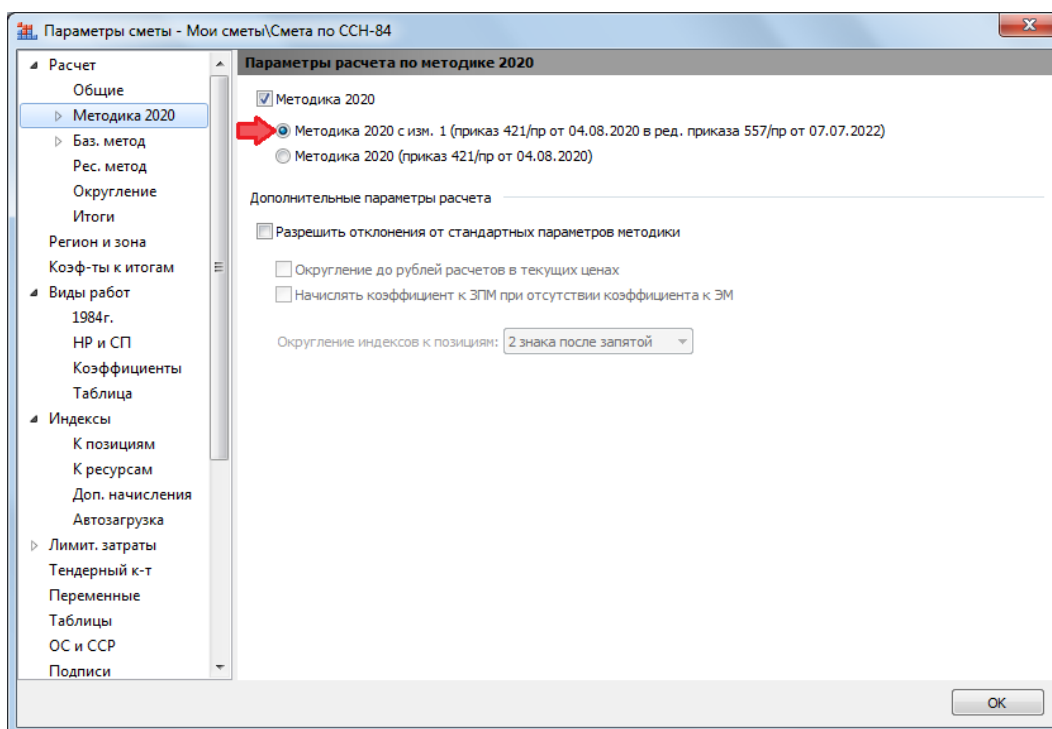 Параметры сметы - Мои сметы\Смета по ССН-84
Расчет
Общие
Методика 2020
Баз. метод
Рес. метод
Округление
Итоги
Регион и зона
Коэф-ты к итогам
Виды работ
1984г.
НР и СП
Коэффициенты
Таблица
Индексы
К позициям
К ресурсам
Доп. начисления
Автозагрузка
Лимит. затраты
Тендерный к-т
Переменные
Таблицы
ОС и ССР
Подписи
Параметры расчета по методике 2020
Методика 2020
Методика 2020 с изм. 1 (приказ 421/пр от 04.08.2020 в ред. приказа 557/пр от 07.07.2022)
Методика 2020 (приказ 421/пр от 04.08.2020)
Дополнительные параметры расчета
Разрешить отклонения от стандартных параметров методики
Округление до рублей расчетов в текущих ценах
Начислять коэффициент к ЗПМ при отсутствии коэффициента к ЭМ
Округление индексов к позициям: 2 знака после запятой
OK